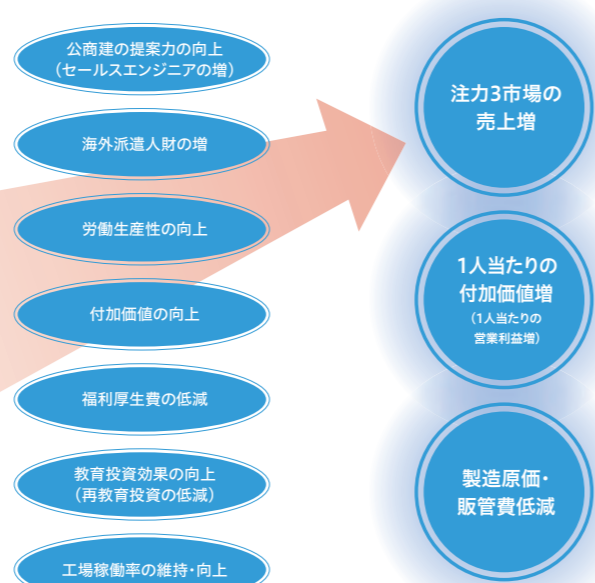 公商建の提案力の向上
（セールスエンジニアの増）
海外派遣人財の増
労働生産性の向上
付加価値の向上
福利厚生費の低減
教育投資効果の向上
（再教育投資の低減）
工場稼働率の維持・向上
注力3市場の
売上増
1人当たりの
付加価値増
（1人当たりの
営業利益増）
製造原価・
販管費低減